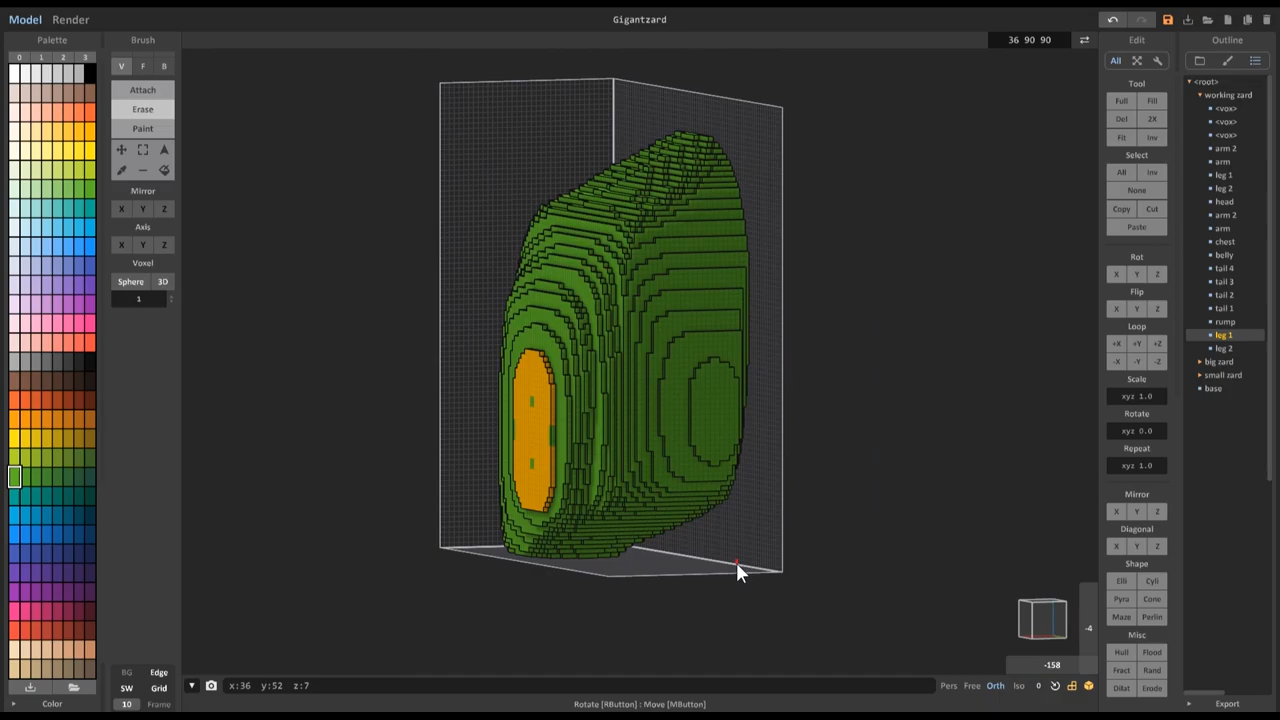 Model Render
Gigantzard
Palette
Brush
36 90 90
Edit
Outline
0 1 2 3
V F B
All
Attach
Erase
Paint
Mirror
X Y Z
Axis
X Y Z
Voxel
Sphere 3D
1
Tool
Full Fill
Del 2X
Fit Inv
Select
All Inv
None
Copy Cut
Paste
Rot
X Y Z
Flip
X Y Z
Loop
+X +Y +Z
-X -Y -Z
Scale
xyz 1.0
Rotate
xyz 0.0
Repeat
xyz 1.0
Mirror
X Y Z
Diagonal
X Y Z
Shape
Elli Cyli
Pyra Cone
Maze Perlin
Misc
Hull Flood
Fract Rand
Dilat Erode
<root>
working zard
<vox>
<vox>
<vox>
arm 2
arm
leg 1
leg 2
head
arm 2
arm
chest
belly
tail 4
tail 3
tail 2
tail 1
rump
leg 1
leg 2
big zard
small zard
base
-4
-158
BG Edge
SW Grid
10 Frame
x:36 y:52 z:7
Pers Free Orth Iso 0
Color
Rotate [RButton] : Move [MButton]
Export